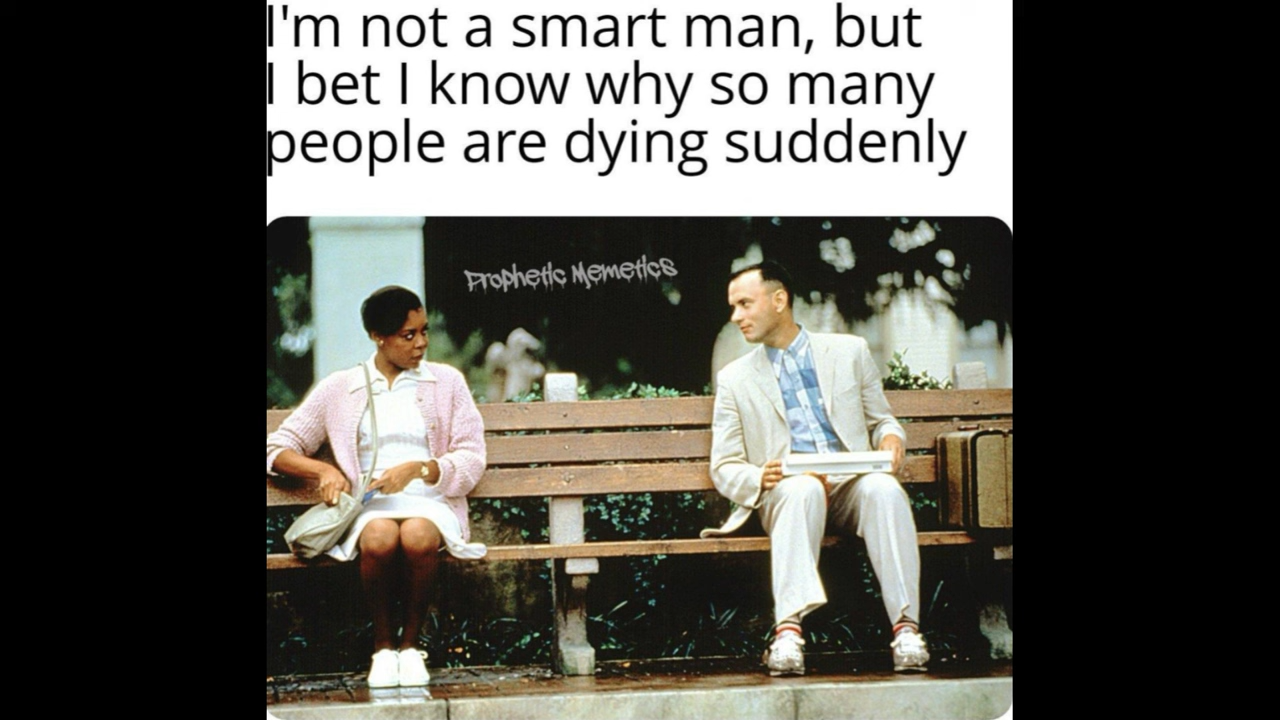 I'm not a smart man, but
I bet I know why so many
people are dying suddenly
Prophetic Memetics